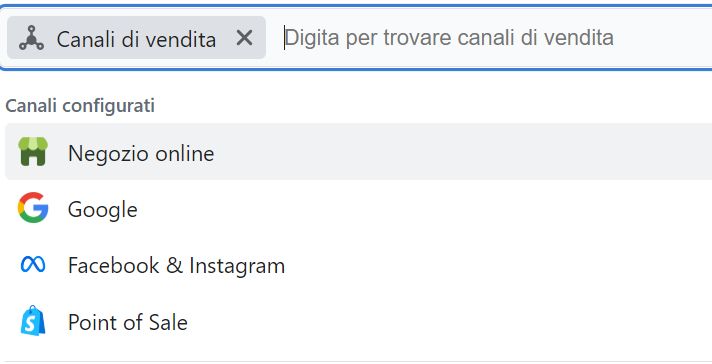 Canali di vendita Digita per trovare canali di vendita
Canali configurati
Negozio online
Google
Facebook & Instagram
Point of Sale